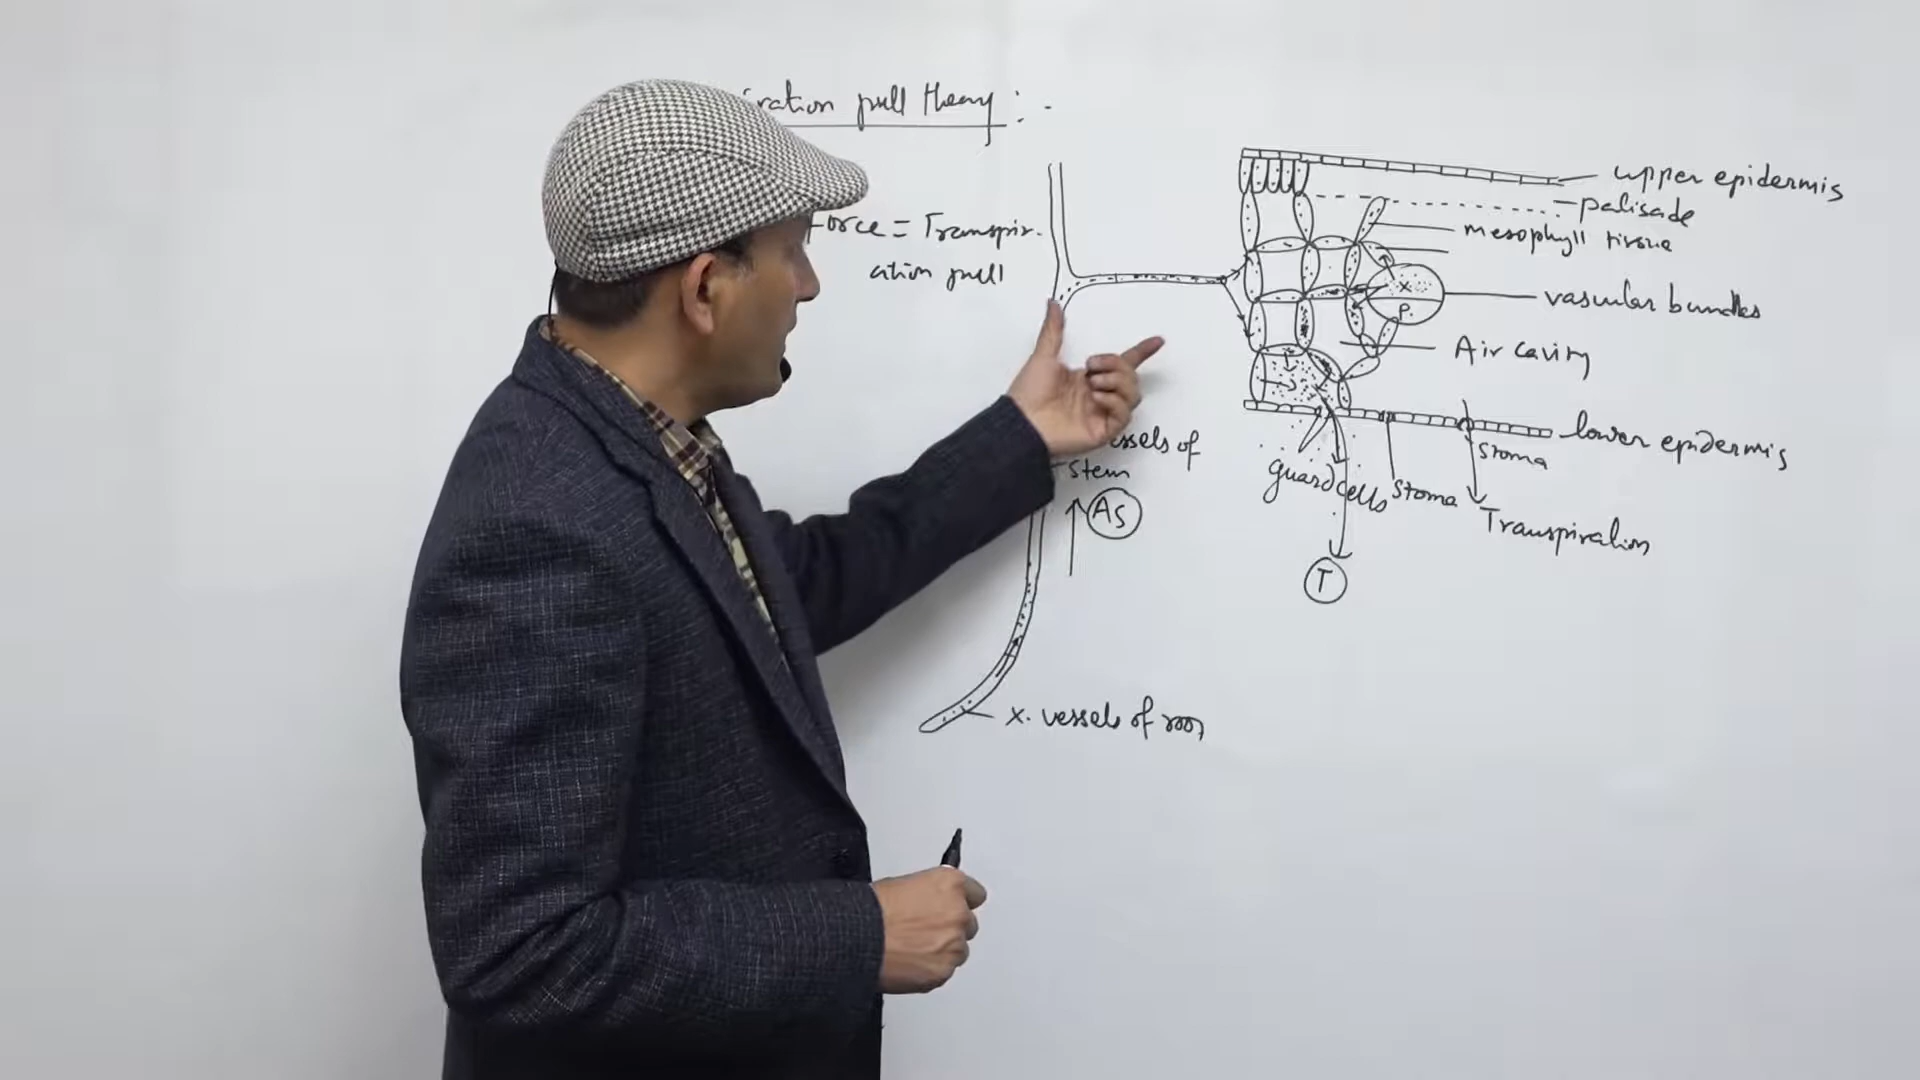 ration pull theory :-
Force = Transpir-
ation pull
upper epidermis
palisade
mesophyll tissue
X
P
vascular bundles
Air cavity
lower epidermis
stoma
guard cells
stoma
Transpiration
T
essels of
stem
AS
X. vessels of root